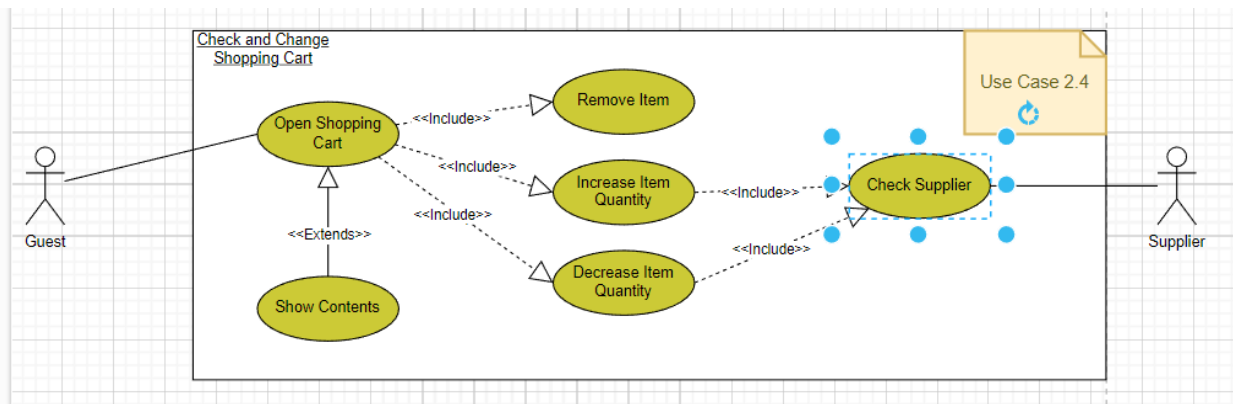 Check and Change
Shopping Cart
Use Case 2.4
Open Shopping
Cart
<<Include>>
Remove Item
<<Include>>
Increase Item
Quantity
<<Include>>
Check Supplier
<<Include>>
<<Include>>
Decrease Item
Quantity
<<Extends>>
Show Contents
Guest
Supplier